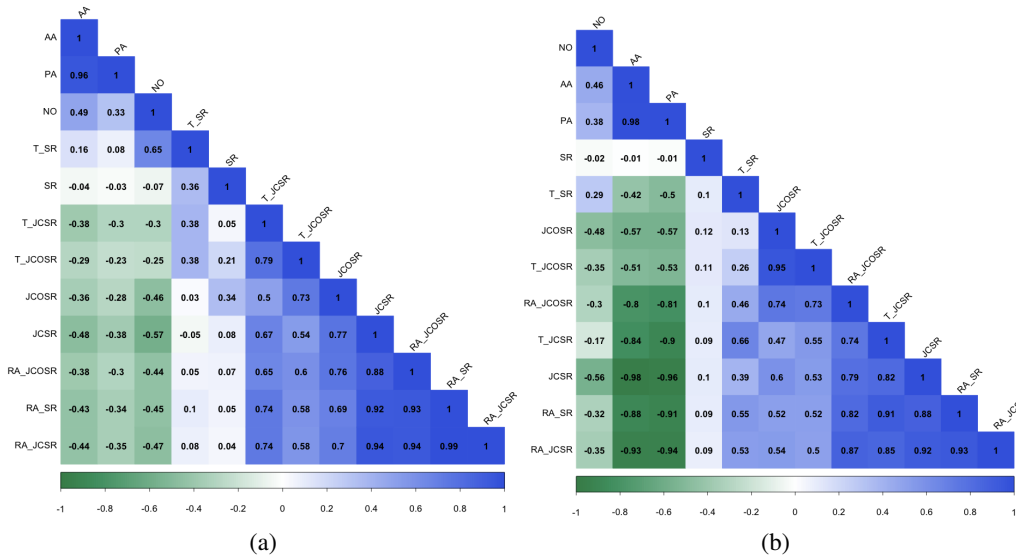 AA
AA 1
PA
PA 0.96 1
NO
NO 0.49 0.33 1
T_SR
T_SR 0.16 0.08 0.65 1
SR
SR -0.04 -0.03 -0.07 0.36 1
T_JCSR
T_JCSR -0.38 -0.3 -0.3 0.38 0.05 1
T_JCOSR
T_JCOSR -0.29 -0.23 -0.25 0.38 0.21 0.79 1
JCOSR
JCOSR -0.36 -0.28 -0.46 0.03 0.34 0.5 0.73 1
JCSR
JCSR -0.48 -0.38 -0.57 -0.05 0.08 0.67 0.54 0.77 1
RA_JCOSR
RA_JCOSR -0.38 -0.3 -0.44 0.05 0.07 0.65 0.6 0.76 0.88 1
RA_SR
RA_SR -0.43 -0.34 -0.45 0.1 0.05 0.74 0.58 0.69 0.92 0.93 1
RA_JCSR
RA_JCSR -0.44 -0.35 -0.47 0.08 0.04 0.74 0.58 0.7 0.94 0.94 0.99 1
-1 -0.8 -0.6 -0.4 -0.2 0 0.2 0.4 0.6 0.8 1
(a)
NO
NO 1
AA
AA 0.46 1
PA
PA 0.38 0.98 1
SR
SR -0.02 -0.01 -0.01 1
T_SR
T_SR 0.29 -0.42 -0.5 0.1 1
JCOSR
JCOSR -0.48 -0.57 -0.57 0.12 0.13 1
T_JCOSR
T_JCOSR -0.35 -0.51 -0.53 0.11 0.26 0.95 1
RA_JCOSR
RA_JCOSR -0.3 -0.8 -0.81 0.1 0.46 0.74 0.73 1
T_JCSR
T_JCSR -0.17 -0.84 -0.9 0.09 0.66 0.47 0.55 0.74 1
JCSR
JCSR -0.56 -0.98 -0.96 0.1 0.39 0.6 0.53 0.79 0.82 1
RA_SR
RA_SR -0.32 -0.88 -0.91 0.09 0.55 0.52 0.52 0.82 0.91 0.88 1
RA_JCSR
RA_JCSR -0.35 -0.93 -0.94 0.09 0.53 0.54 0.5 0.87 0.85 0.92 0.93 1
-1 -0.8 -0.6 -0.4 -0.2 0 0.2 0.4 0.6 0.8 1
(b)